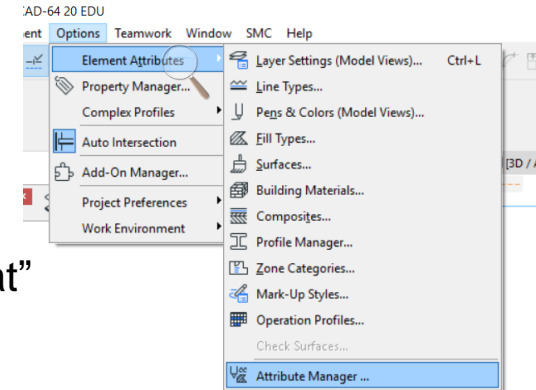 CAD-64 20 EDU
ent Options Teamwork Window SMC Help
Element Attributes
Property Manager...
Complex Profiles
Auto Intersection
Add-On Manager...
Project Preferences
Work Environment
Layer Settings (Model Views)... Ctrl+L
Line Types...
Pens & Colors (Model Views)...
Fill Types...
Surfaces...
Building Materials...
Composites...
Profile Manager...
Zone Categories...
Mark-Up Styles...
Operation Profiles...
Check Surfaces...
Attribute Manager ...
[3D / A
at”